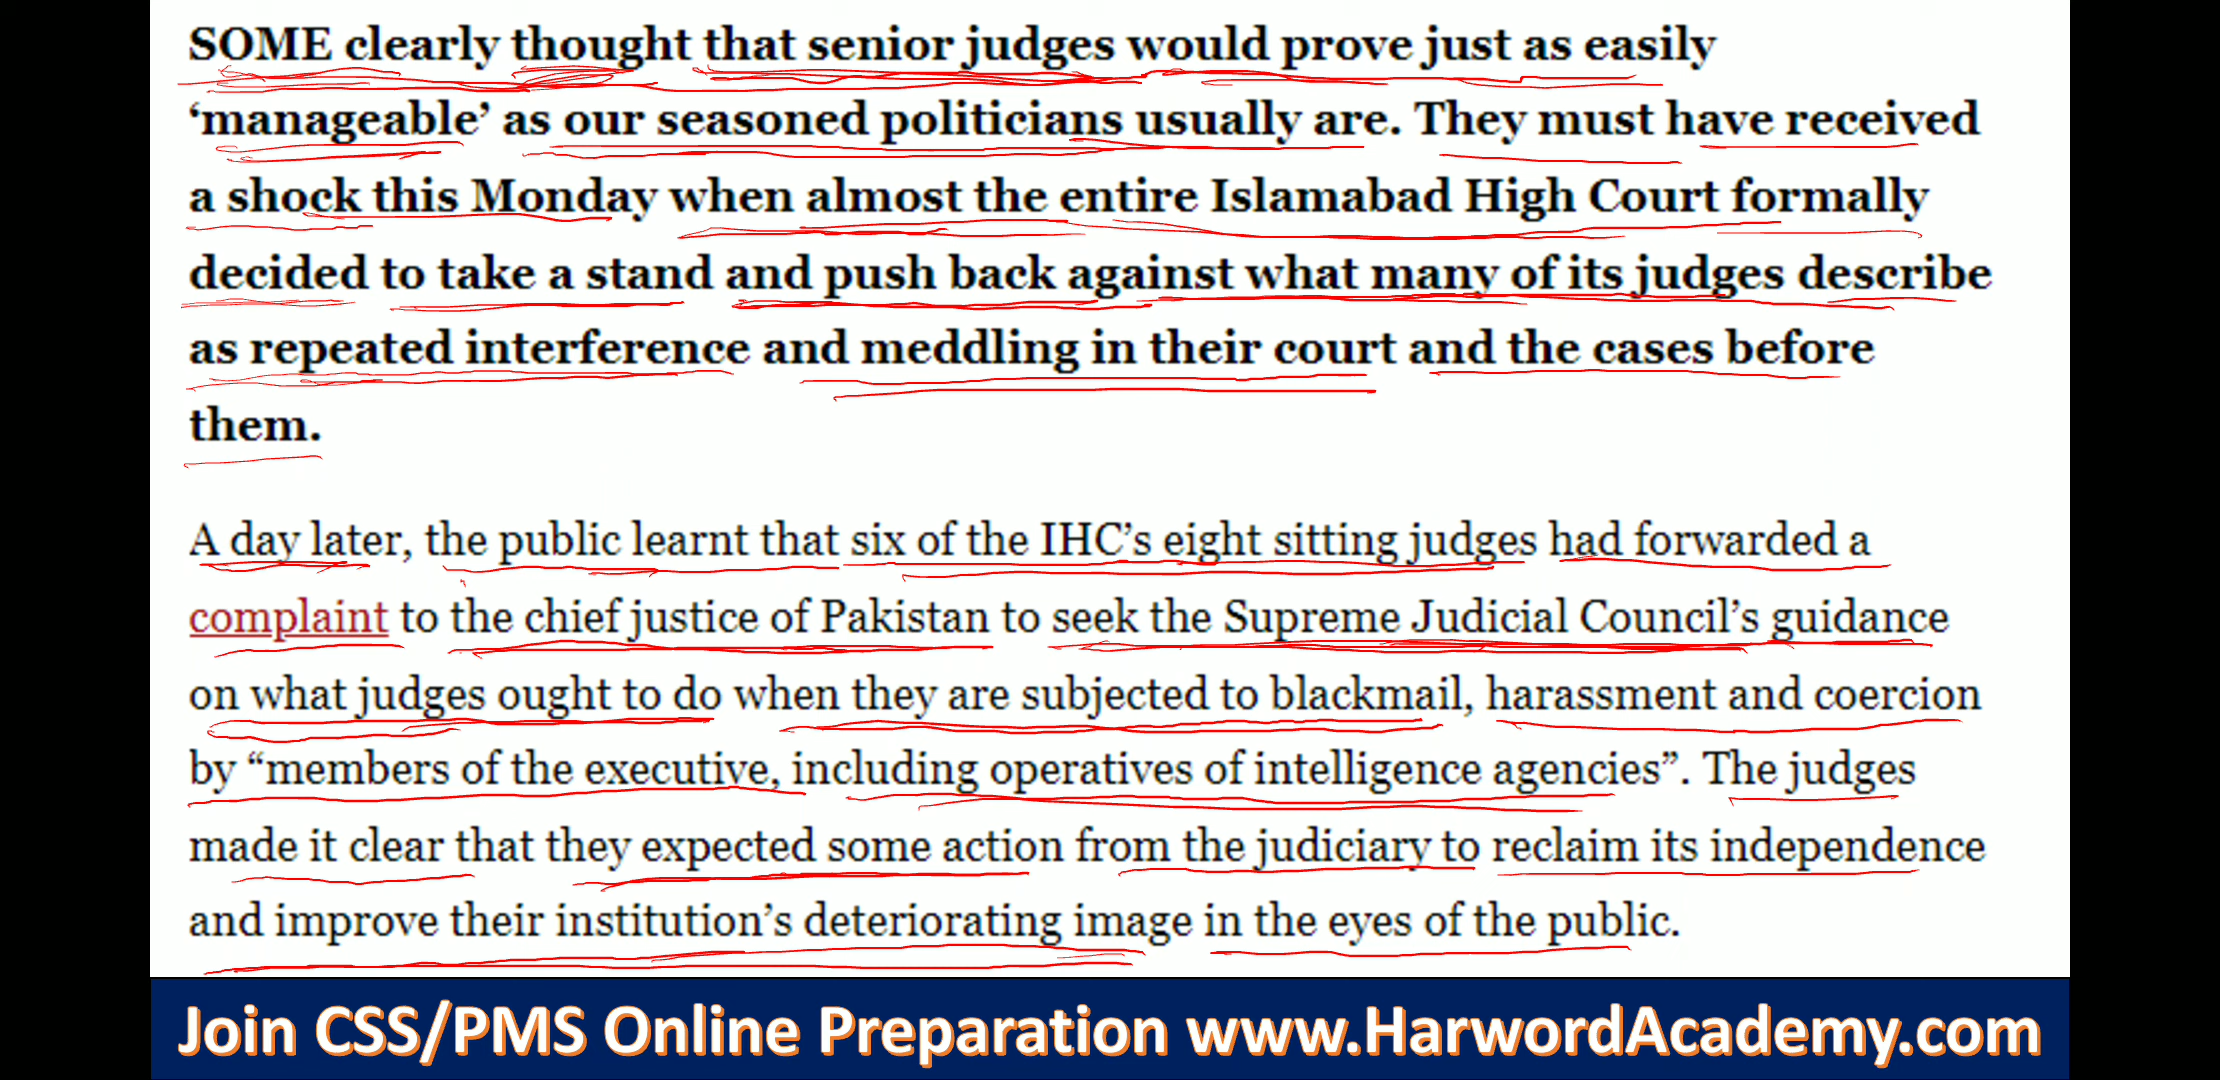 SOME clearly thought that senior judges would prove just as easily
‘manageable’ as our seasoned politicians usually are. They must have received
a shock this Monday when almost the entire Islamabad High Court formally
decided to take a stand and push back against what many of its judges describe
as repeated interference and meddling in their court and the cases before
them.
A day later, the public learnt that six of the IHC’s eight sitting judges had forwarded a
complaint to the chief justice of Pakistan to seek the Supreme Judicial Council’s guidance
on what judges ought to do when they are subjected to blackmail, harassment and coercion
by “members of the executive, including operatives of intelligence agencies”. The judges
made it clear that they expected some action from the judiciary to reclaim its independence
and improve their institution’s deteriorating image in the eyes of the public.
Join CSS/PMS Online Preparation www.HarwordAcademy.com